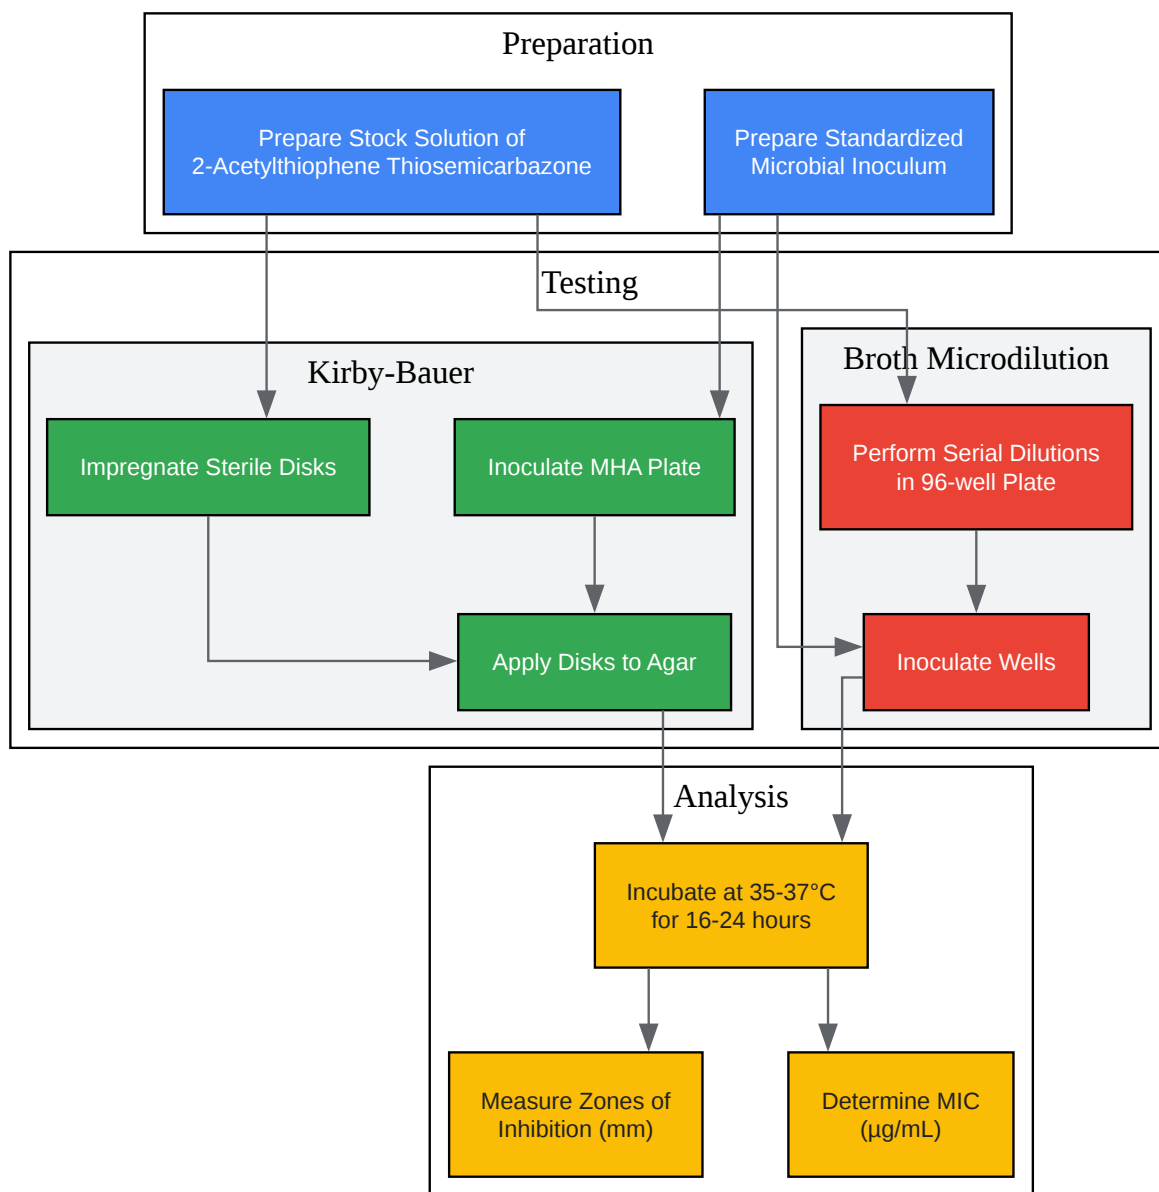 Preparation
Prepare Stock Solution of
2-Acetylthiophene Thiosemicarbazone
Prepare Standardized
Microbial Inoculum
Testing
Kirby-Bauer
Broth Microdilution
Impregnate Sterile Disks
Inoculate MHA Plate
Perform Serial Dilutions
in 96-well Plate
Apply Disks to Agar
Inoculate Wells
Analysis
Incubate at 35-37°C
for 16-24 hours
Measure Zones of
Inhibition (mm)
Determine MIC
(µg/mL)